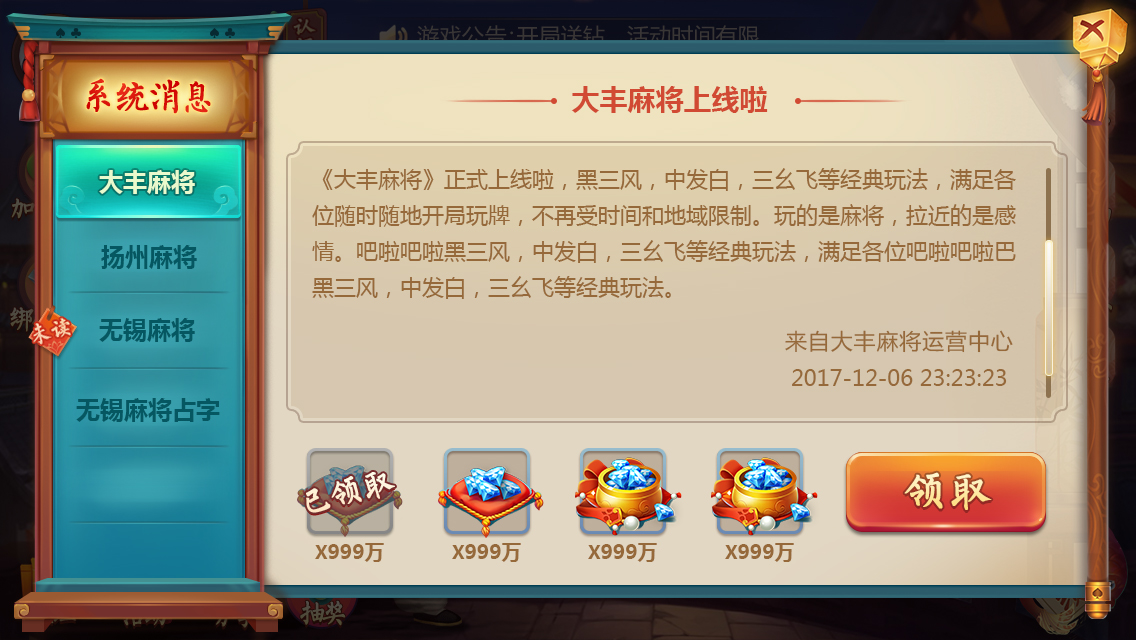 游戏公告:开局送钻，活动时间有限
系统消息
大丰麻将
扬州麻将
未读
无锡麻将
无锡麻将占字
大丰麻将上线啦
《大丰麻将》正式上线啦，黑三风，中发白，三幺飞等经典玩法，满足各
位随时随地开局玩牌，不再受时间和地域限制。玩的是麻将，拉近的是感
情。吧啦吧啦黑三风，中发白，三幺飞等经典玩法，满足各位吧啦吧啦巴
黑三风，中发白，三幺飞等经典玩法。
来自大丰麻将运营中心
2017-12-06 23:23:23
已领取
X999万
X999万
X999万
X999万
领取
抽奖